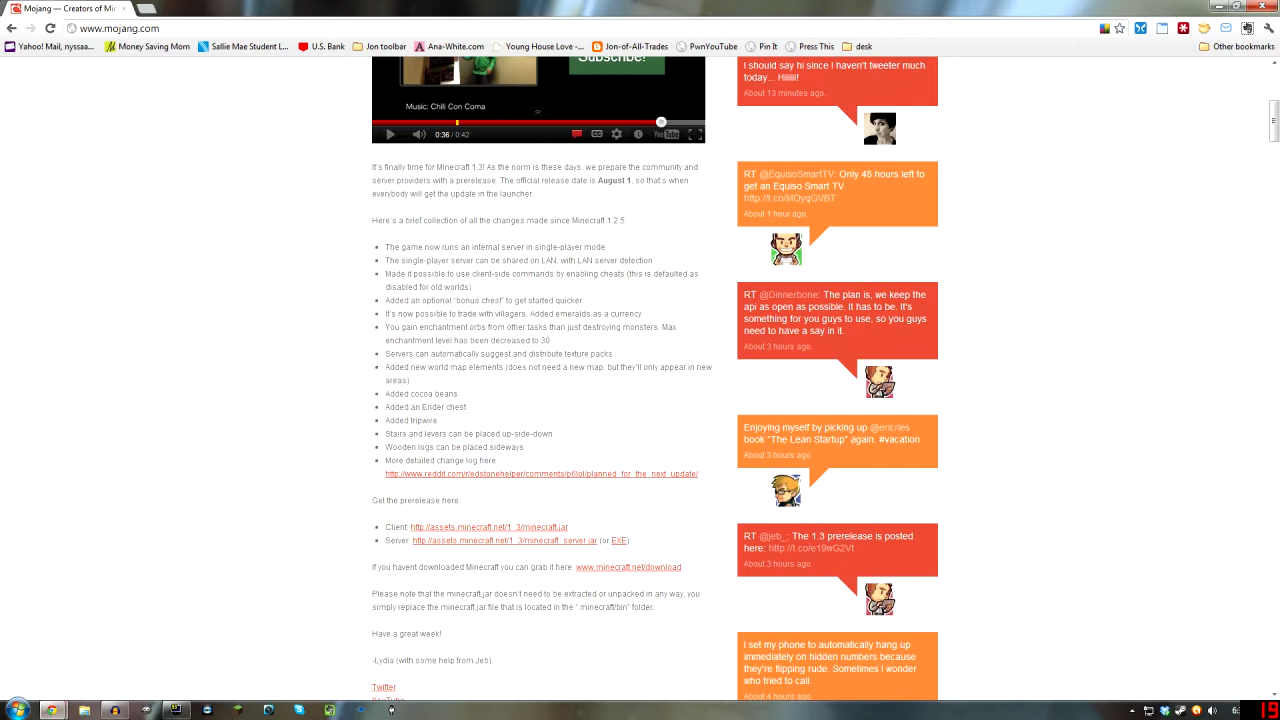 Mojang — Creators of Mi
www.mojang.com
Yahoo! Mail, nyssaa...
Money Saving Mom
Sallie Mae Student L...
U.S. Bank
Jon toolbar
Ana-White.com
Young House Love -...
Jon-of-All-Trades
PwnYouTube
Pin It
Press This
desk
Other bookmarks
Subscribe!
Music: Chili Con Coma
0:36 / 0:42
You Tube
It's finally time for Minecraft 1.3! As the norm is these days, we prepare the community and
server providers with a prerelease. The official release date is August 1, so that's when
everybody will get the update in the launcher.
Here's a brief collection of all the changes made since Minecraft 1.2.5:
The game now runs an internal server in single-player mode
The single-player server can be shared on LAN, with LAN server detection
Made it possible to use client-side commands by enabling cheats (this is defaulted as
disabled for old worlds)
Added an optional "bonus chest" to get started quicker
It's now possible to trade with villagers. Added emeralds as a currency
You gain enchantment orbs from other tasks than just destroying monsters. Max
enchantment level has been decreased to 30
Servers can automatically suggest and distribute texture packs
Added new world map elements (does not need a new map, but they'll only appear in new
areas)
Added cocoa beans
Added an Ender chest
Added tripwire
Stairs and levers can be placed up-side-down
Wooden logs can be placed sideways
More detailed change log here
http://www.reddit.com/r/edstonehelper/comments/p6lol/planned_for_the_next_update/
Get the prerelease here:
Client: http://assets.minecraft.net/1_3/minecraft.jar
Server: http://assets.minecraft.net/1_3/minecraft_server.jar (or EXE)
If you havent downloaded Minecraft you can grab it here: www.minecraft.net/download
Please note that the minecraft.jar doesn't need to be extracted or unpacked in any way, you
simply replace the minecraft.jar file that is located in the ".minecraft/bin" folder.
Have a great week!
-Lydia (with some help from Jeb)
Twitter
YouTube
I should say hi since I haven't tweeter much
today... Hiiiiii!
About 13 minutes ago.
RT @EquisoSmartTV: Only 48 hours left to
get an Equiso Smart TV.
http://t.co/MOyqGVBT
About 1 hour ago.
RT @Dinnerbone: The plan is, we keep the
api as open as possible. It has to be. It's
something for you guys to use, so you guys
need to have a say in it.
About 3 hours ago.
Enjoying myself by picking up @ericries
book "The Lean Startup" again. #vacation
About 3 hours ago.
RT @jeb_: The 1.3 prerelease is posted
here: http://t.co/e19wG2Vf
About 3 hours ago.
I set my phone to automatically hang up
immediately on hidden numbers because
they're flipping rude. Sometimes I wonder
who tried to call.
About 4 hours ago.
19